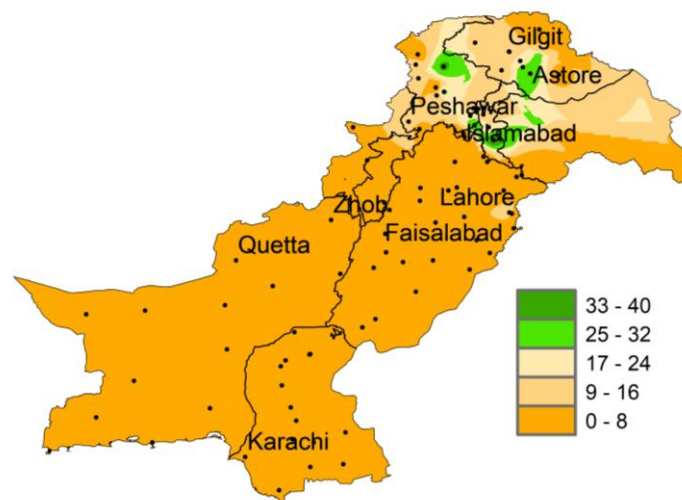 Gilgit
Astore
Peshawar
Islamabad
Zhob
Lahore
Faisalabad
Quetta
Karachi
33 - 40
25 - 32
17 - 24
9 - 16
0 - 8